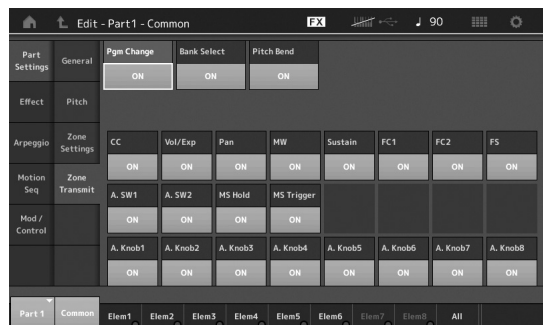 Edit - Part1 - Common FX 90
Part Settings
General
Pgm Change Bank Select Pitch Bend
ON ON ON
Effect
Pitch
Arpeggio
Zone Settings
CC Vol/Exp Pan MW Sustain FC1 FC2 FS
ON ON ON ON ON ON ON ON
Motion Seq
Zone Transmit
A. SW1 A. SW2 MS Hold MS Trigger
ON ON ON ON
Mod / Control
A. Knob1 A. Knob2 A. Knob3 A. Knob4 A. Knob5 A. Knob6 A. Knob7 A. Knob8
ON ON ON ON ON ON ON ON
Part 1 Common Elem1 Elem2 Elem3 Elem4 Elem5 Elem6 Elem7 Elem8 All